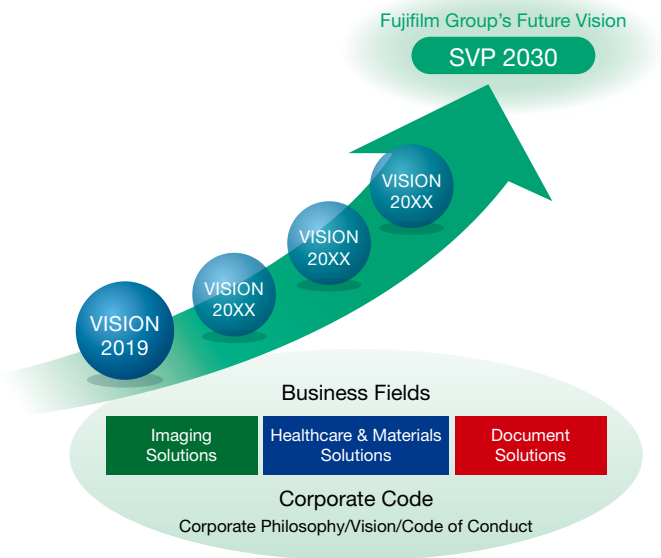 Fujifilm Group's Future Vision
SVP 2030
VISION
20XX
VISION
20XX
VISION
20XX
VISION
2019
Business Fields
Imaging
Solutions
Healthcare & Materials
Solutions
Document
Solutions
Corporate Code
Corporate Philosophy/Vision/Code of Conduct